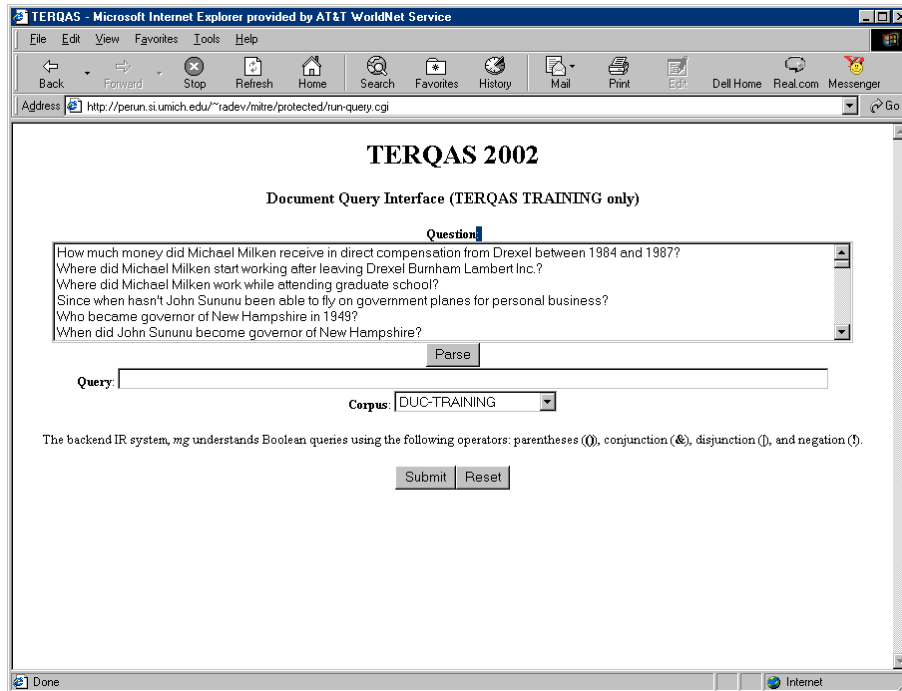 TERQAS - Microsoft Internet Explorer provided by AT&T WorldNet Service
File Edit View Favorites Tools Help
Back Forward Stop Refresh Home Search Favorites History Mail Print Edit Dell Home Real.com Messenger
Address http://perun.si.umich.edu/~radev/mitre/protected/run-query.cgi Go
TERQAS 2002
Document Query Interface (TERQAS TRAINING only)
Question:
How much money did Michael Milken receive in direct compensation from Drexel between 1984 and 1987?
Where did Michael Milken start working after leaving Drexel Burnham Lambert Inc.?
Where did Michael Milken work while attending graduate school?
Since when hasn't John Sununu been able to fly on government planes for personal business?
Who became governor of New Hampshire in 1949?
When did John Sununu become governor of New Hampshire?
Parse
Query:
Corpus: DUC-TRAINING
The backend IR system, mg understands Boolean queries using the following operators: parentheses (()), conjunction (&), disjunction (|), and negation (!).
Submit Reset
Done Internet